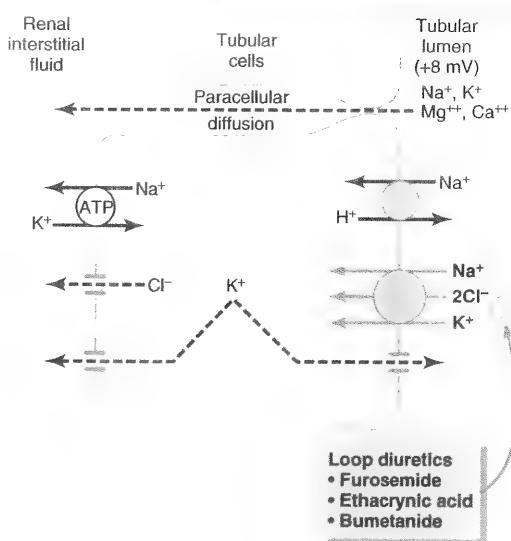 Renal
interstitial
fluid
Tubular
cells
Tubular
lumen
(+8 mV)
Paracellular
diffusion
Na⁺, K⁺
Mg⁺⁺, Ca⁺⁺
Na⁺
ATP
K⁺
Na⁺
H⁺
Cl⁻
K⁺
Na⁺
2Cl⁻
K⁺
Loop diuretics
• Furosemide
• Ethacrynic acid
• Bumetanide